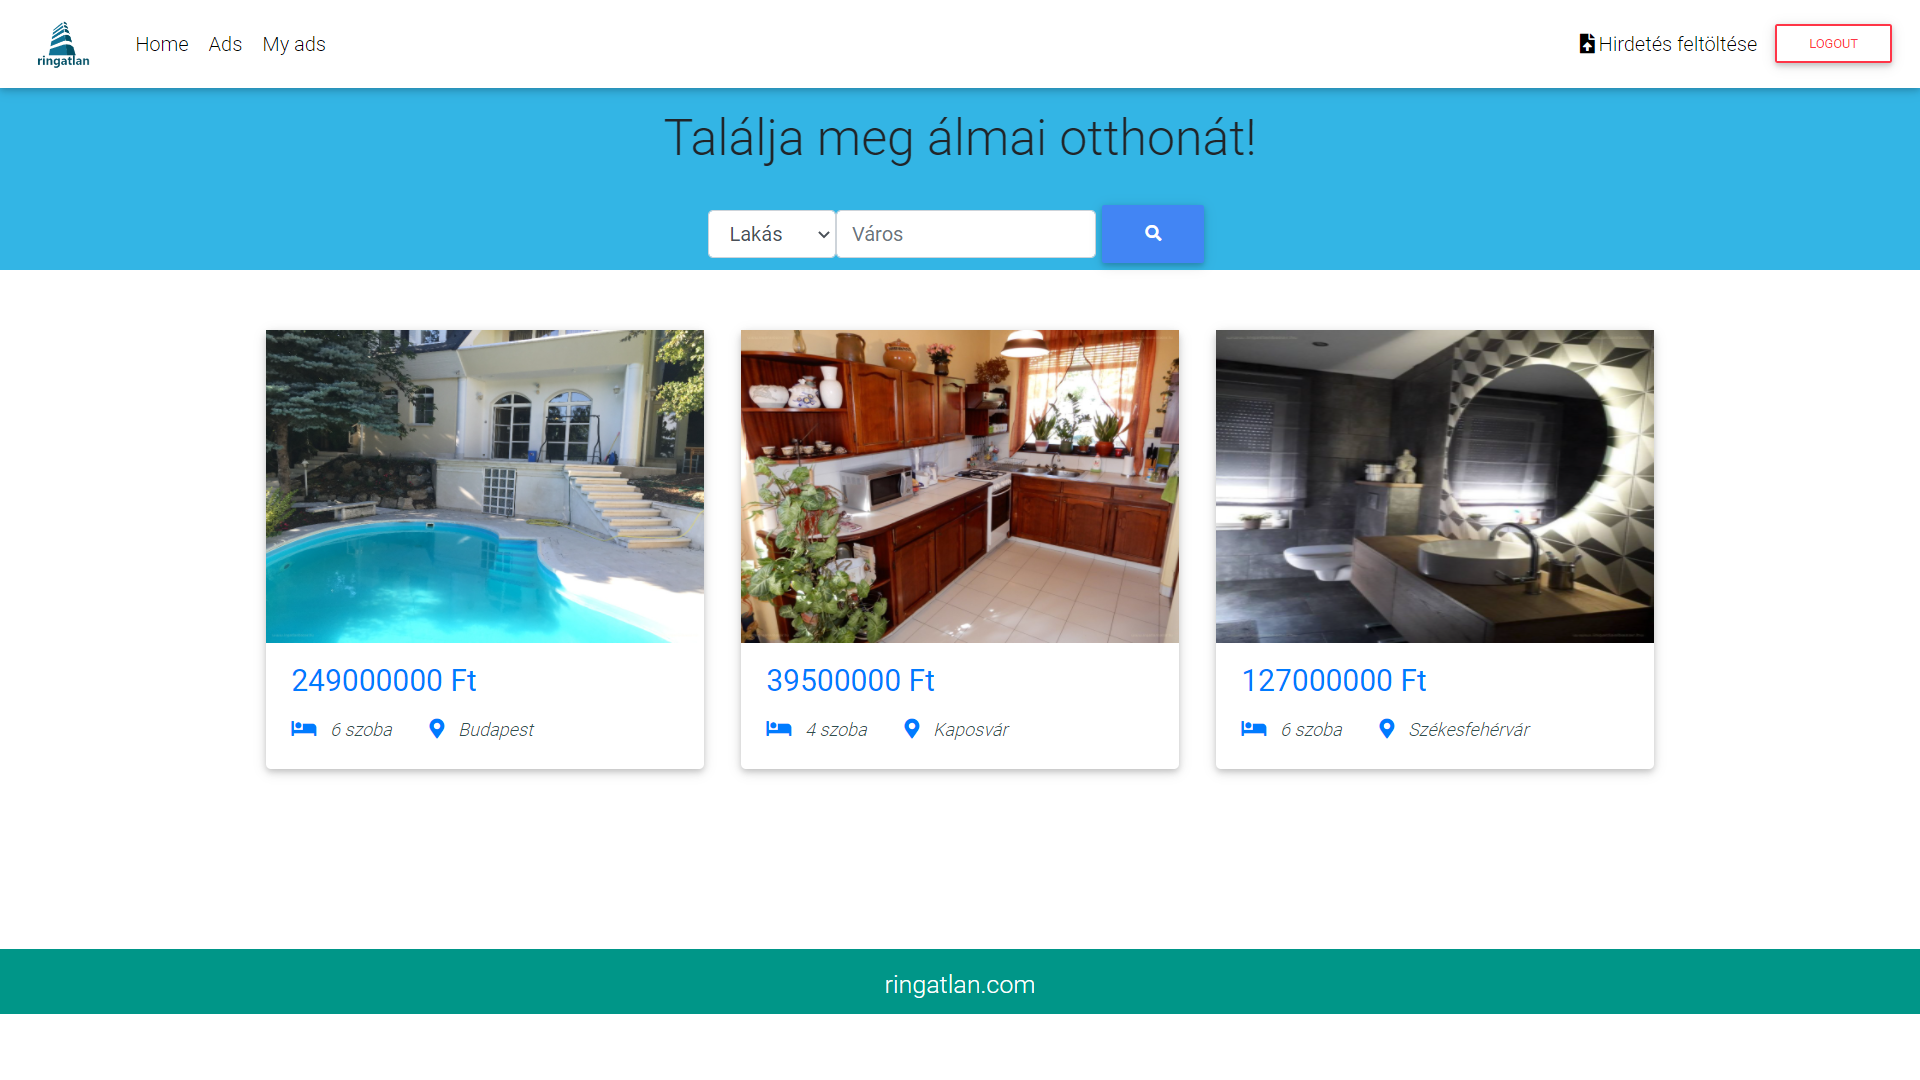 ringatlan
Home Ads My ads
Hirdetés feltöltése
LOGOUT
Találja meg álmai otthonát!
Lakás Város
249000000 Ft
6 szoba Budapest
39500000 Ft
4 szoba Kaposvár
127000000 Ft
6 szoba Székesfehérvár
ringatlan.com